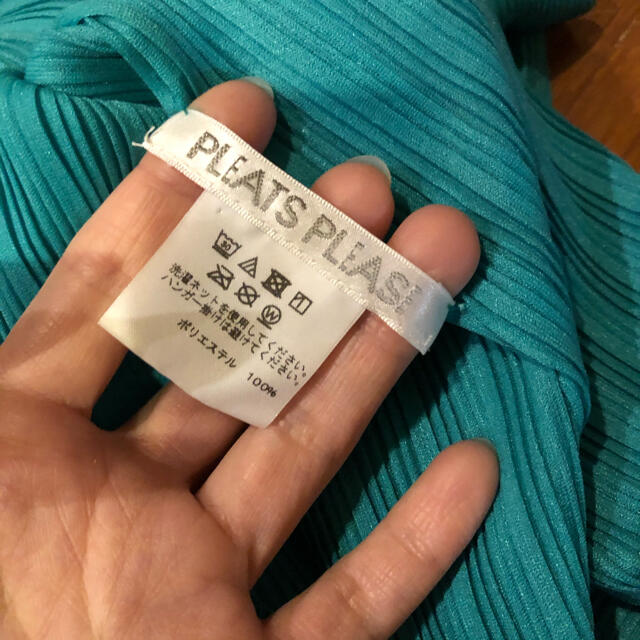 PLEATS PLEASE
洗濯ネットを使用してください。
ハンガー掛けは避けてください。
ポリエステル 100%